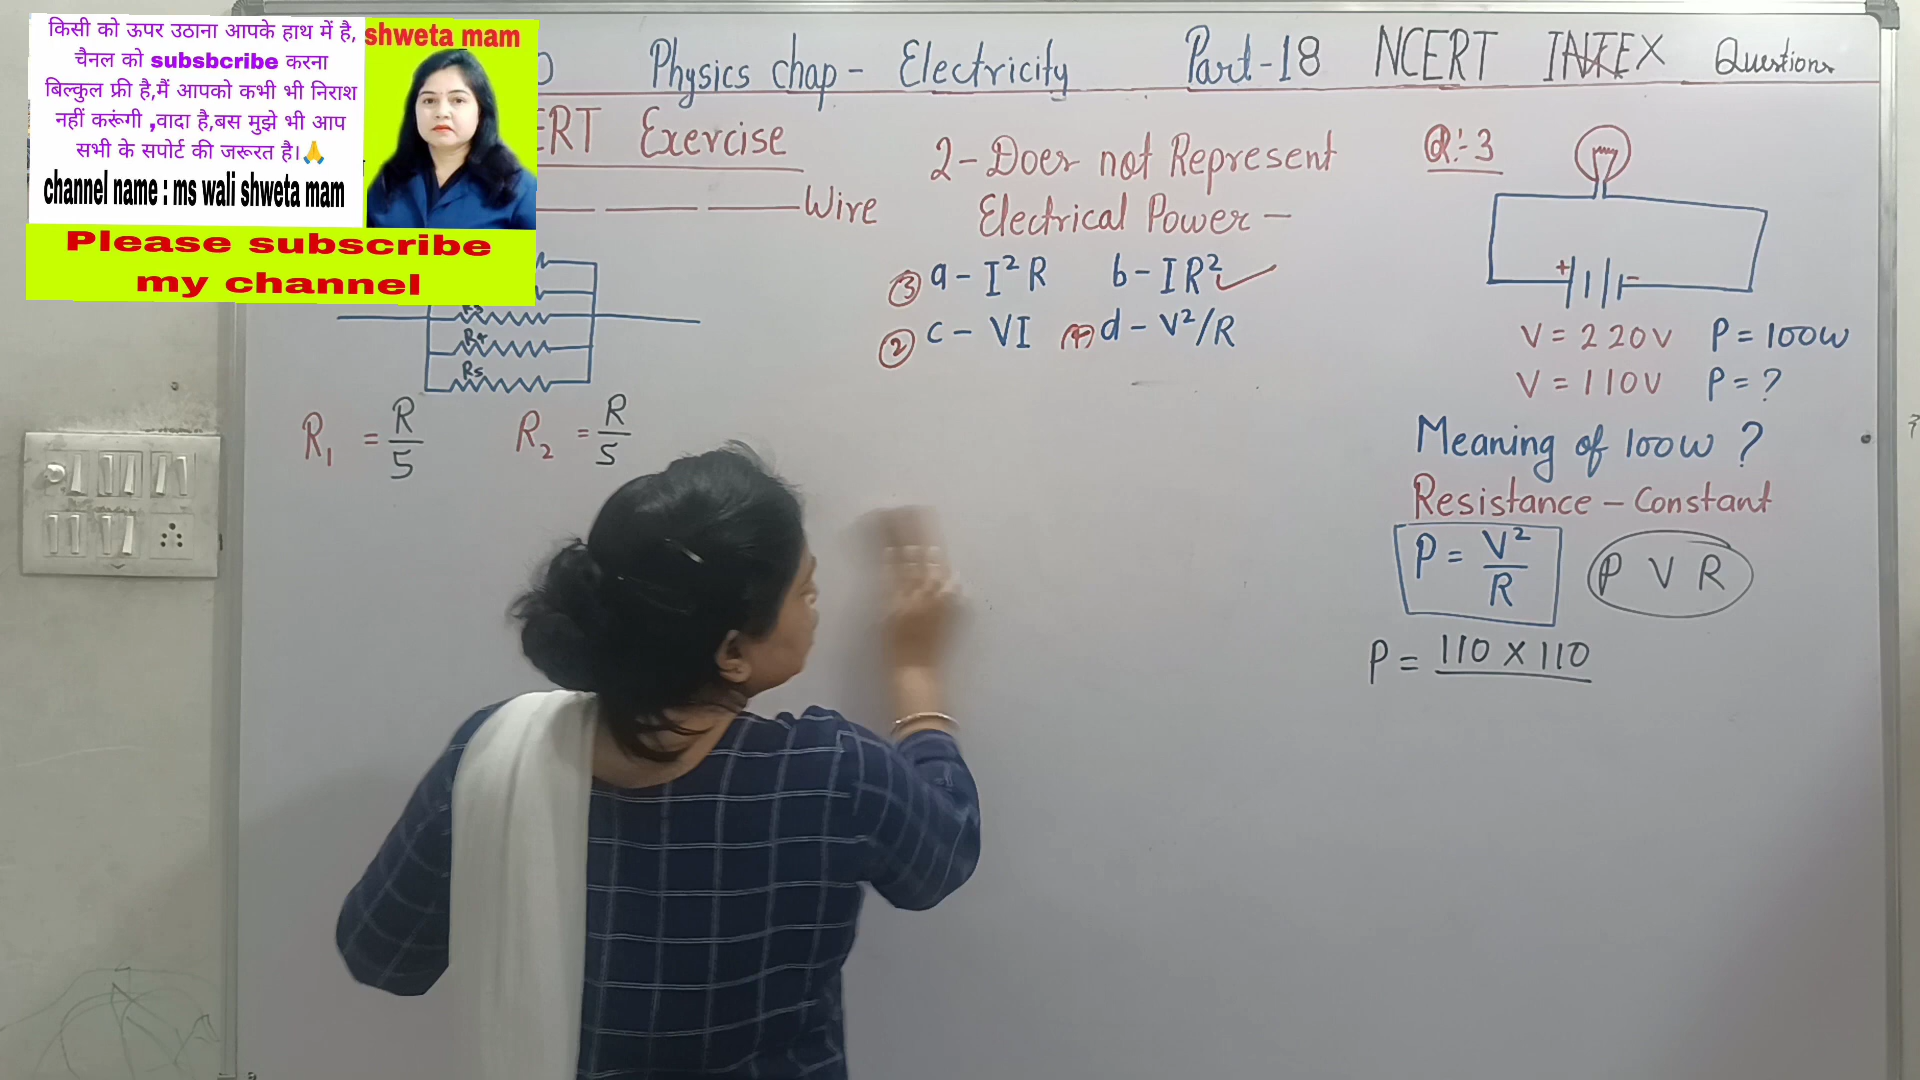 किसी को ऊपर उठाना आपके हाथ में है,
चैनल को subsbcribe करना
बिल्कुल फ्री है,मैं आपको कभी भी निराश
नहीं करूंगी ,वादा है,बस मुझे भी आप
सभी के सपोर्ट की जरूरत है।🙏
channel name : ms wali shweta mam
shweta mam
Please subscribe
my channel
Physics chap - Electricity Part-18 NCERT INTEX Questions
ERT Exercise
Wire
R5
R1 = R/5 R2 = R/5
2- Does not Represent
Electrical Power -
③ a - I²R b - IR² ✓
② c - VI d - V²/R
Q:-3
+ -
V = 220V P = 100W
V = 110V P = ?
Meaning of 100W ?
Resistance - Constant
P = V²/R P V R
P = 110 × 110